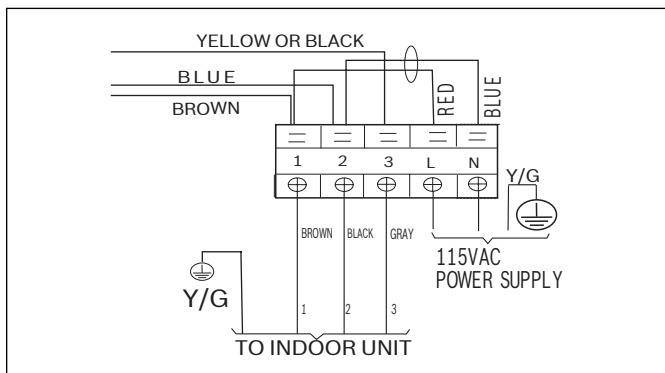 YELLOW OR BLACK
BLUE
BROWN
RED
BLUE
1 2 3 L N
Y/G
BROWN BLACK GRAY
115VAC
POWER SUPPLY
Y/G
1 2 3
TO INDOOR UNIT